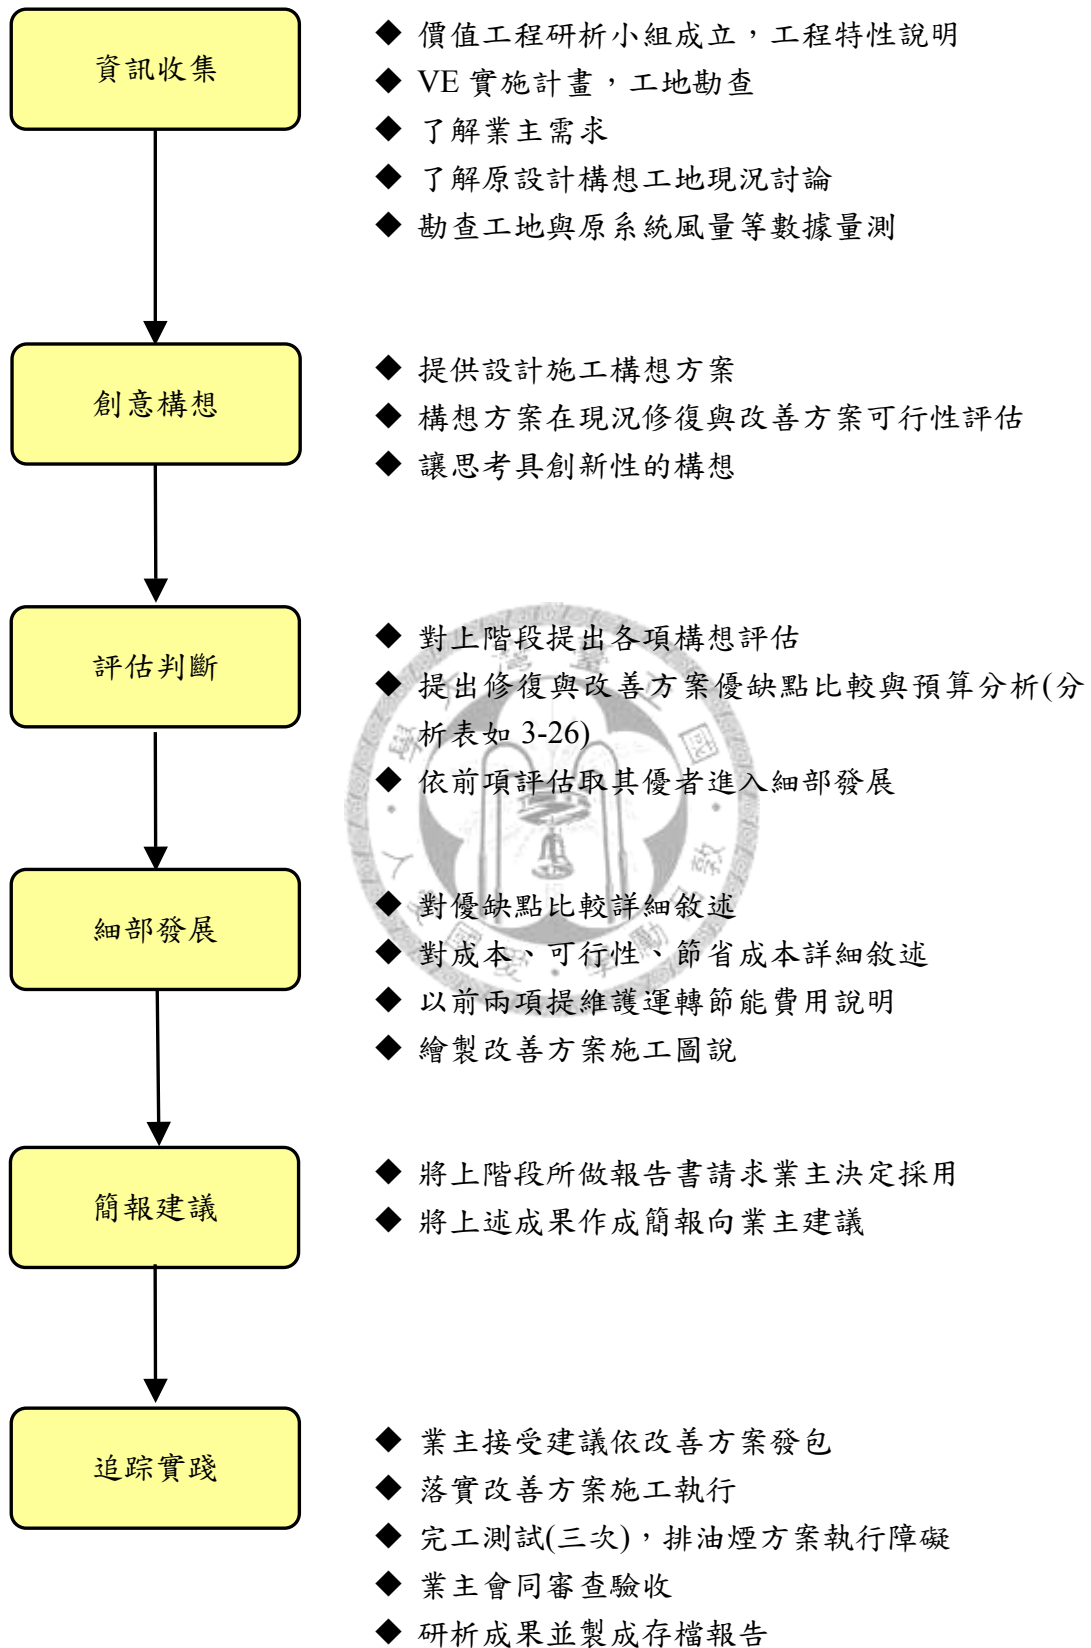 資訊收集
◆ 價值工程研析小組成立，工程特性說明
◆ VE 實施計畫，工地勘查
◆ 了解業主需求
◆ 了解原設計構想工地現況討論
◆ 勘查工地與原系統風量等數據量測
創意構想
◆ 提供設計施工構想方案
◆ 構想方案在現況修復與改善方案可行性評估
◆ 讓思考具創新性的構想
評估判斷
◆ 對上階段提出各項構想評估
◆ 提出修復與改善方案優缺點比較與預算分析(分
析表如 3-26)
◆ 依前項評估取其優者進入細部發展
細部發展
◆ 對優缺點比較詳細敘述
◆ 對成本、可行性、節省成本詳細敘述
◆ 以前兩項提維護運轉節能費用說明
◆ 繪製改善方案施工圖說
簡報建議
◆ 將上階段所做報告書請求業主決定採用
◆ 將上述成果作成簡報向業主建議
追踪實踐
◆ 業主接受建議依改善方案發包
◆ 落實改善方案施工執行
◆ 完工測試(三次)，排油煙方案執行障礙
◆ 業主會同審查驗收
◆ 研析成果並製成存檔報告